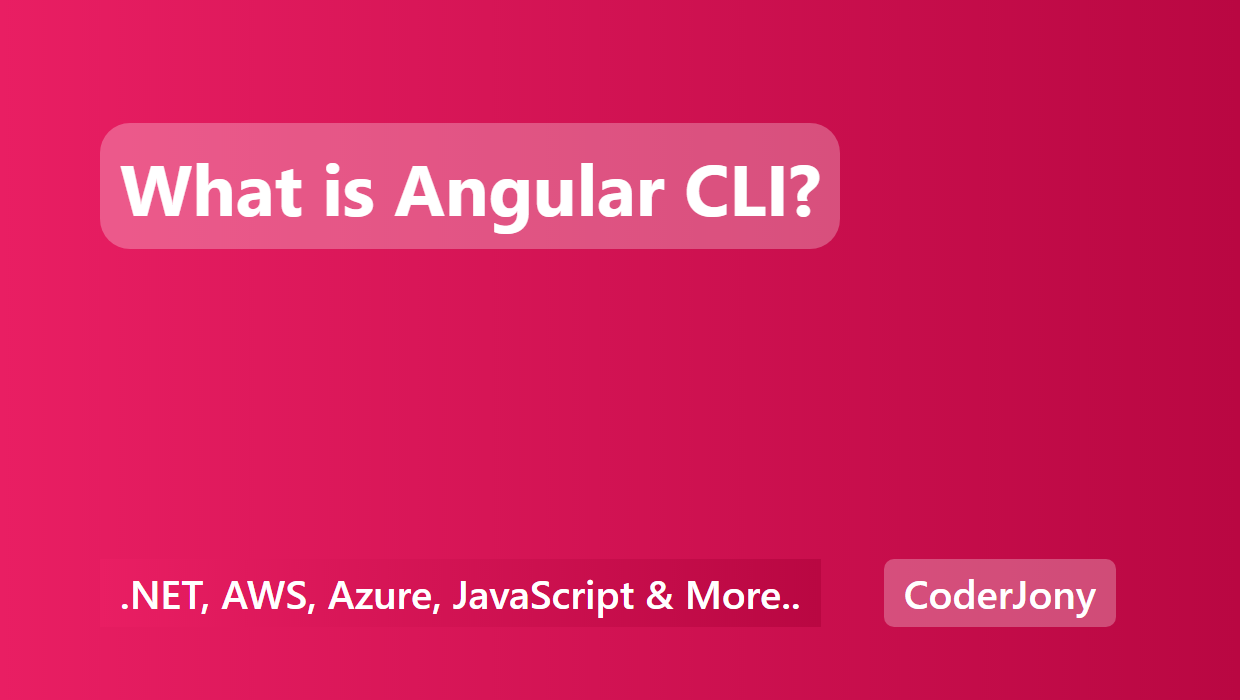 What is Angular CLI?
.NET, AWS, Azure, JavaScript & More..
CoderJony